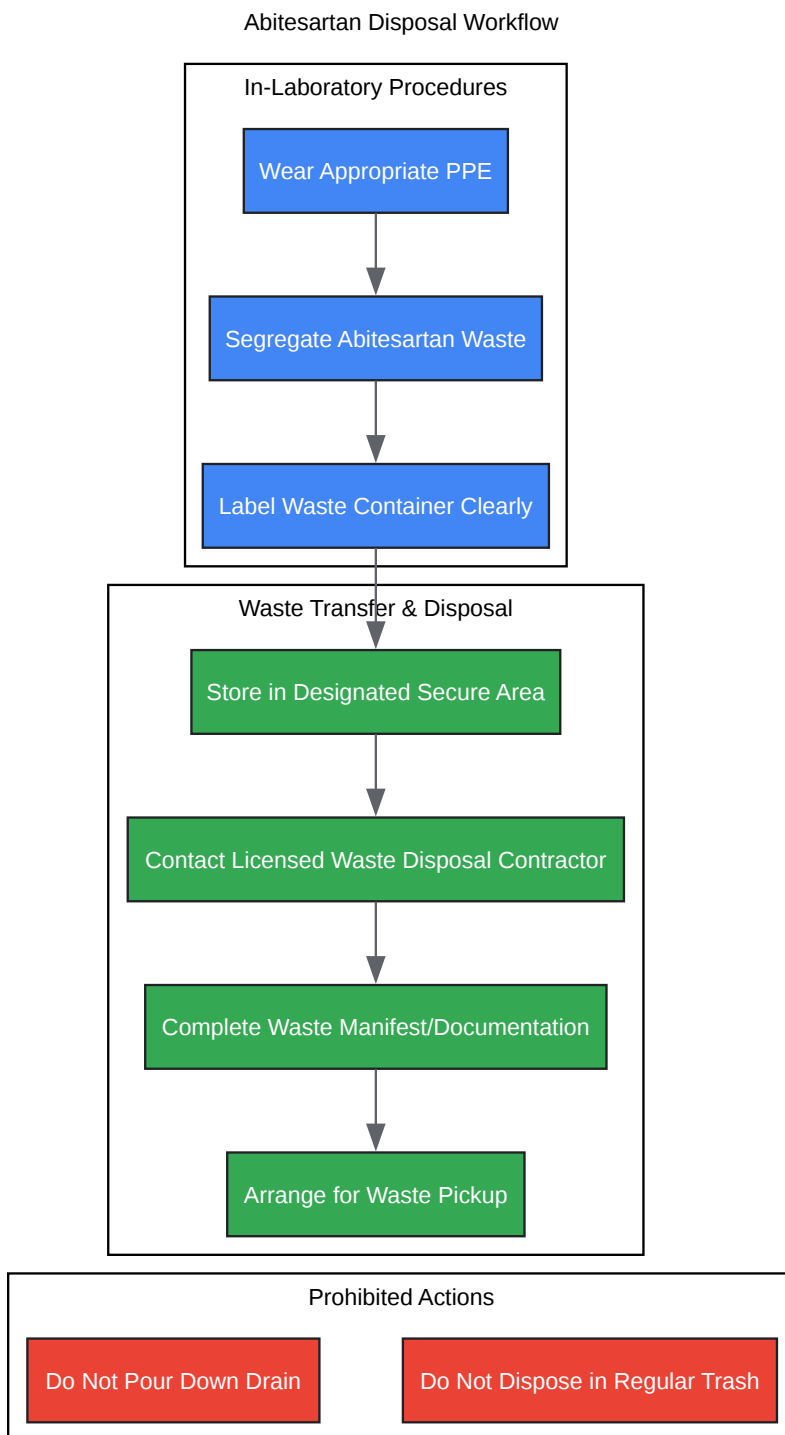 Abitesartan Disposal Workflow
In-Laboratory Procedures
Wear Appropriate PPE
Segregate Abitesartan Waste
Label Waste Container Clearly
Waste Transfer & Disposal
Store in Designated Secure Area
Contact Licensed Waste Disposal Contractor
Complete Waste Manifest/Documentation
Arrange for Waste Pickup
Prohibited Actions
Do Not Pour Down Drain
Do Not Dispose in Regular Trash